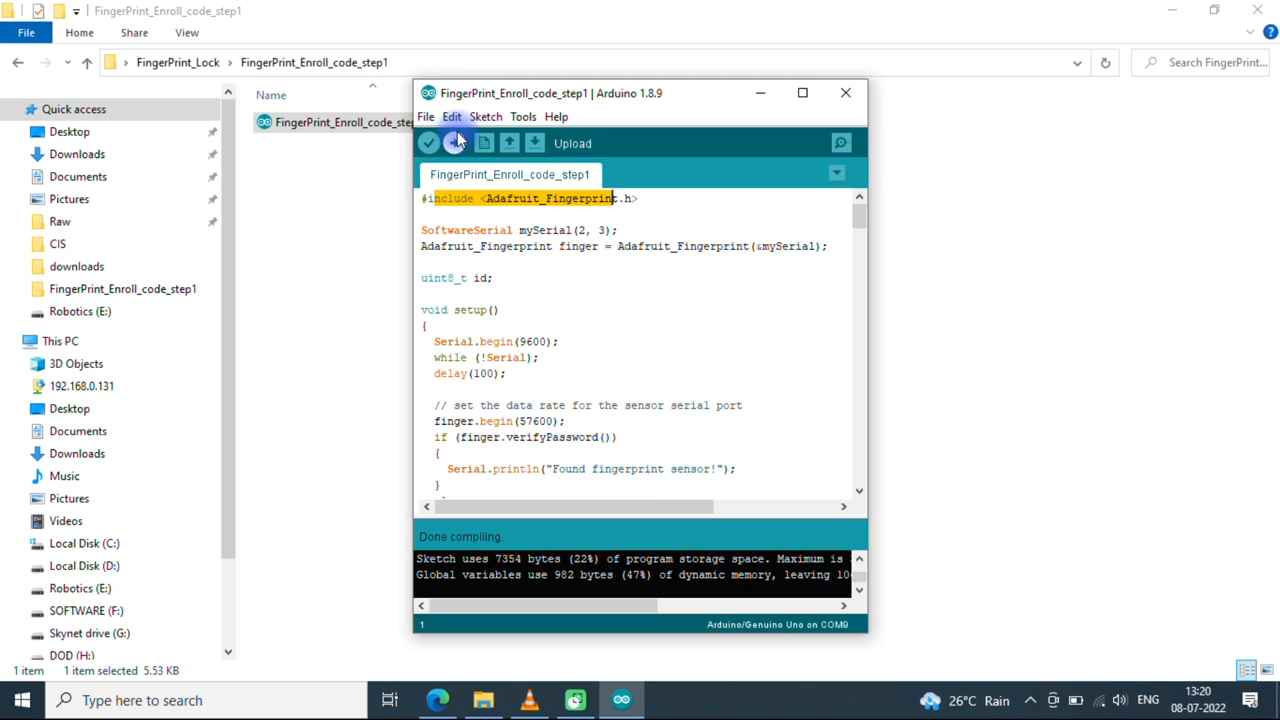 FingerPrint_Enroll_code_step1
File Home Share View
FingerPrint_Lock FingerPrint_Enroll_code_step1
Search FingerPrint...
Quick access
Desktop
Downloads
Documents
Pictures
Raw
CIS
downloads
FingerPrint_Enroll_code_step1
Robotics (E:)
This PC
3D Objects
192.168.0.131
Desktop
Documents
Downloads
Music
Pictures
Videos
Local Disk (C:)
Local Disk (D:)
Robotics (E:)
SOFTWARE (F:)
Skynet drive (G:)
DOD (H:)
Name
FingerPrint_Enroll_code_step
FingerPrint_Enroll_code_step1 | Arduino 1.8.9
File Edit Sketch Tools Help
Upload
FingerPrint_Enroll_code_step1
#include <Adafruit_Fingerprint.h>
SoftwareSerial mySerial(2, 3);
Adafruit_Fingerprint finger = Adafruit_Fingerprint(&mySerial);
uint8_t id;
void setup()
{
Serial.begin(9600);
while (!Serial);
delay(100);
// set the data rate for the sensor serial port
finger.begin(57600);
if (finger.verifyPassword())
{
Serial.println("Found fingerprint sensor!");
}
Done compiling.
Sketch uses 7354 bytes (22%) of program storage space. Maximum is
Global variables use 982 bytes (47%) of dynamic memory, leaving 10
1 Arduino/Genuino Uno on COM9
1 item 1 item selected 5.53 KB
Type here to search
26°C Rain
ENG
13:20
08-07-2022